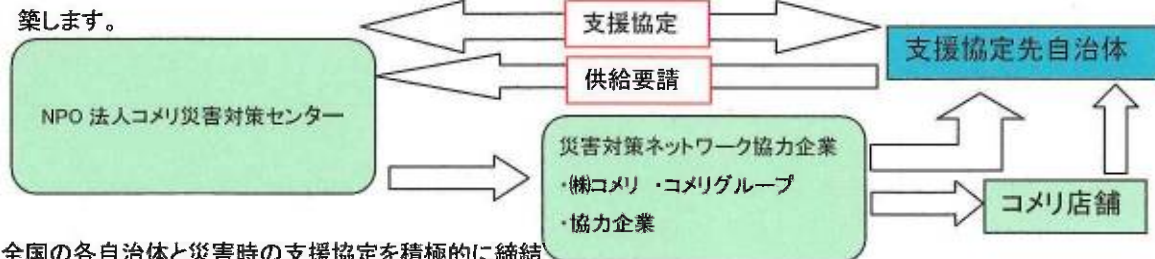 築します。
支援協定
支援協定先自治体
供給要請
NPO 法人コメリ災害対策センター
災害対策ネットワーク協力企業
・㈱コメリ ・コメリグループ
・協力企業
コメリ店舗
全国の各自治体と災害時の支援協定を積極的に締結